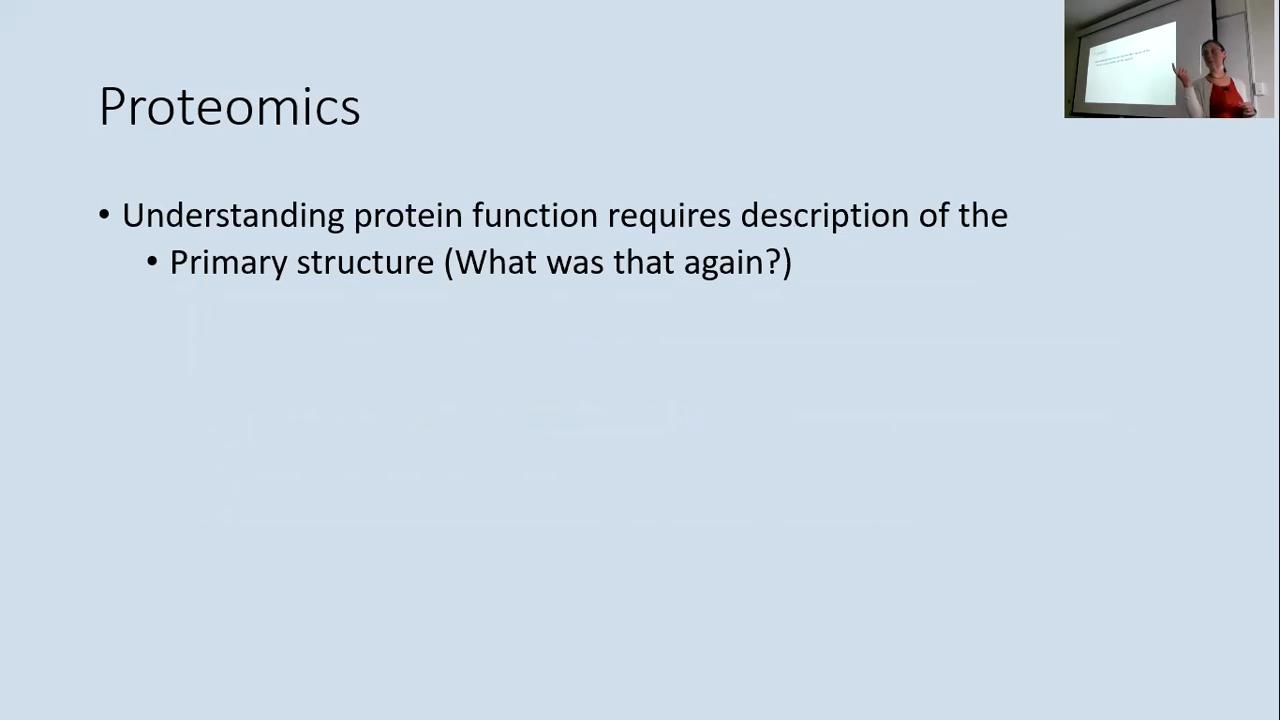 Proteomics
• Understanding protein function requires description of the
• Primary structure (What was that again?)